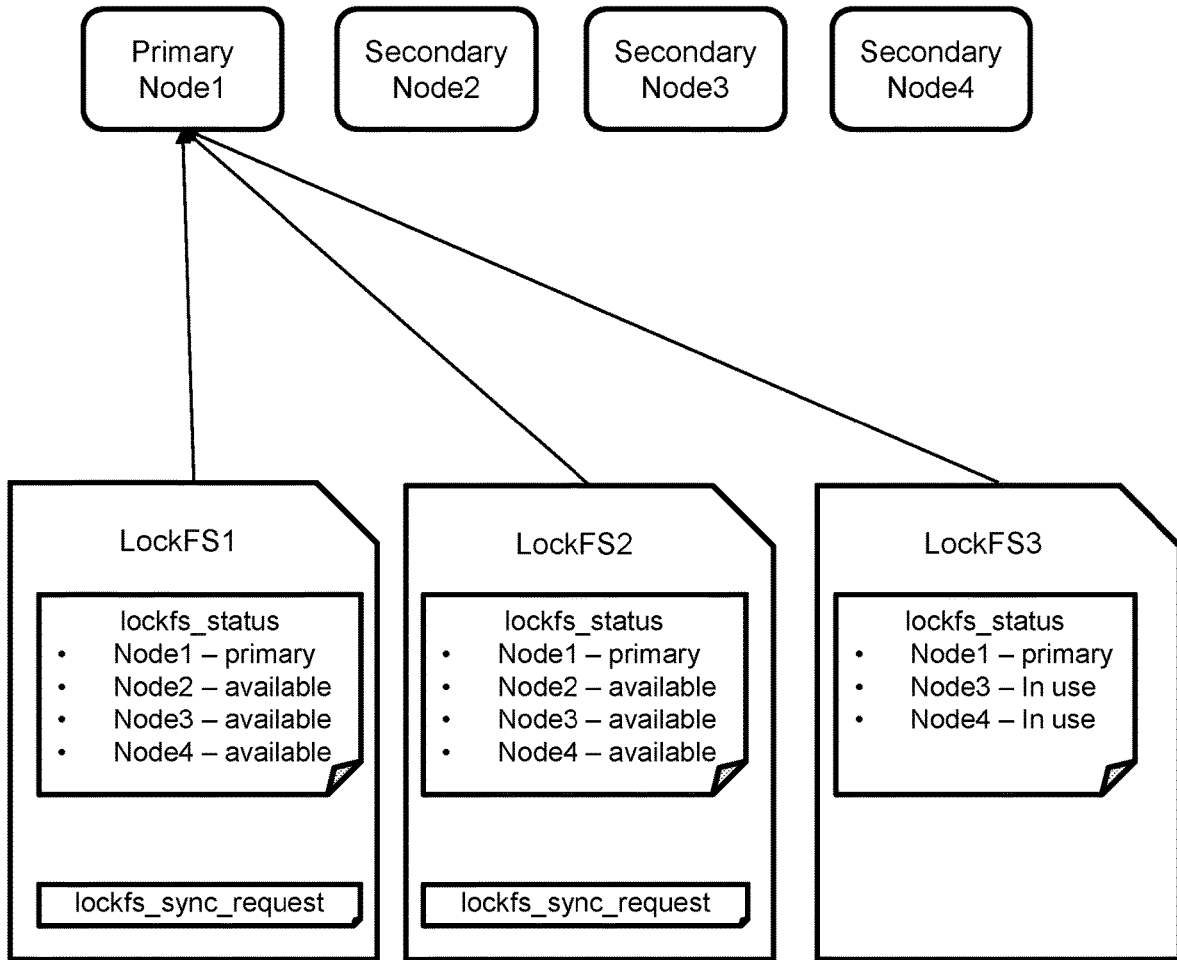 Primary
Node1
Secondary
Node2
Secondary
Node3
Secondary
Node4
LockFS1
lockfs_status
• Node1 – primary
• Node2 – available
• Node3 – available
• Node4 – available
lockfs_sync_request
LockFS2
lockfs_status
• Node1 – primary
• Node2 – available
• Node3 – available
• Node4 – available
lockfs_sync_request
LockFS3
lockfs_status
• Node1 – primary
• Node3 – In use
• Node4 – In use